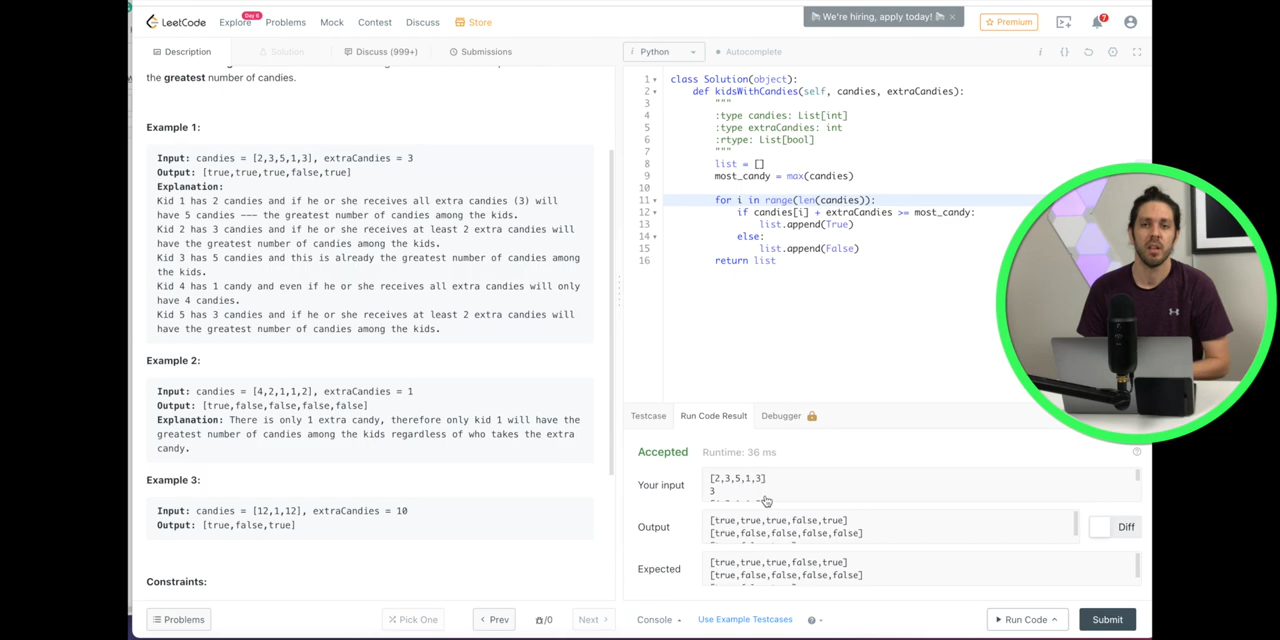 LeetCode
Explore
Day 6
Problems
Mock
Contest
Discuss
Store
We're hiring, apply today!
Premium
7
Description
Solution
Discuss (999+)
Submissions
i Python
Autocomplete
the greatest number of candies.
Example 1:
Input: candies = [2,3,5,1,3], extraCandies = 3
Output: [true,true,true,false,true]
Explanation:
Kid 1 has 2 candies and if he or she receives all extra candies (3) will
have 5 candies --- the greatest number of candies among the kids.
Kid 2 has 3 candies and if he or she receives at least 2 extra candies will
have the greatest number of candies among the kids.
Kid 3 has 5 candies and this is already the greatest number of candies among
the kids.
Kid 4 has 1 candy and even if he or she receives all extra candies will only
have 4 candies.
Kid 5 has 3 candies and if he or she receives at least 2 extra candies will
have the greatest number of candies among the kids.
Example 2:
Input: candies = [4,2,1,1,2], extraCandies = 1
Output: [true,false,false,false,false]
Explanation: There is only 1 extra candy, therefore only kid 1 will have the
greatest number of candies among the kids regardless of who takes the extra
candy.
Example 3:
Input: candies = [12,1,12], extraCandies = 10
Output: [true,false,true]
Constraints:
1 class Solution(object):
2 def kidsWithCandies(self, candies, extraCandies):
3 """
4 :type candies: List[int]
5 :type extraCandies: int
6 :rtype: List[bool]
7 """
8 list = []
9 most_candy = max(candies)
10
11 for i in range(len(candies)):
12 if candies[i] + extraCandies >= most_candy:
13 list.append(True)
14 else:
15 list.append(False)
16 return list
Testcase
Run Code Result
Debugger
Accepted
Runtime: 36 ms
Your input
[2,3,5,1,3]
3
Output
[true,true,true,false,true]
[true,false,false,false,false]
Diff
Expected
[true,true,true,false,true]
[true,false,false,false,false]
Problems
Pick One
< Prev
/0
Next >
Console
Use Example Testcases
Run Code
Submit